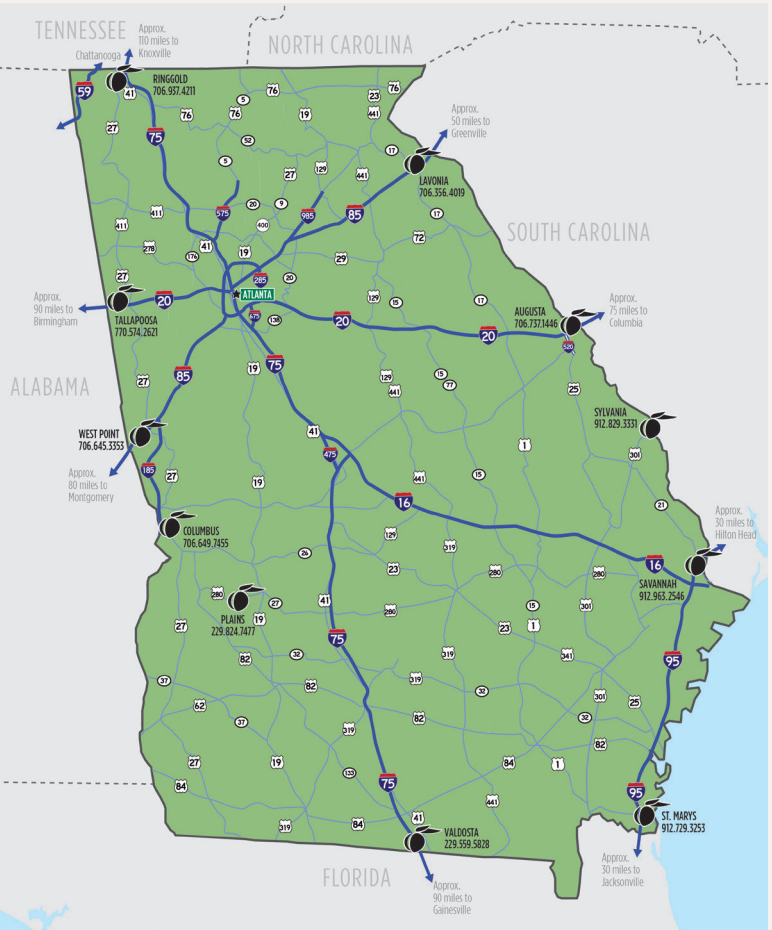 TENNESSEE
Approx.
110 miles to
Knoxville
Chattanooga
NORTH CAROLINA
RINGGOLD
706.937.4211
59
41
76
5
76
76
19
23
441
76
27
75
52
17
Approx.
50 miles to
Greenville
5
27
129
441
LAVONIA
706.356.4019
411
411
575
20
9
985
85
17
278
41
176
400
19
29
72
SOUTH CAROLINA
27
285
20
ATLANTA
Approx.
90 miles to
Birmingham
20
TALLAPOOSA
770.574.2621
675
138
20
129
15
17
20
AUGUSTA
706.737.1446
Approx.
75 miles to
Columbia
520
ALABAMA
27
85
19
75
129
441
15
77
25
SYLVANIA
912.829.3331
WEST POINT
706.645.3353
41
475
1
301
Approx.
80 miles to
Montgomery
185
27
19
441
15
16
21
COLUMBUS
706.649.7455
129
319
Approx.
30 miles to
Hilton Head
26
23
280
280
16
SAVANNAH
912.963.2546
280
PLAINS
229.824.7477
27
19
41
280
15
301
27
75
23
1
82
32
319
341
95
37
82
319
32
301
25
62
37
319
82
32
82
27
19
133
75
84
1
84
441
95
319
84
41
VALDOSTA
229.559.5828
ST. MARYS
912.729.3253
FLORIDA
Approx.
90 miles to
Gainesville
Approx.
30 miles to
Jacksonville